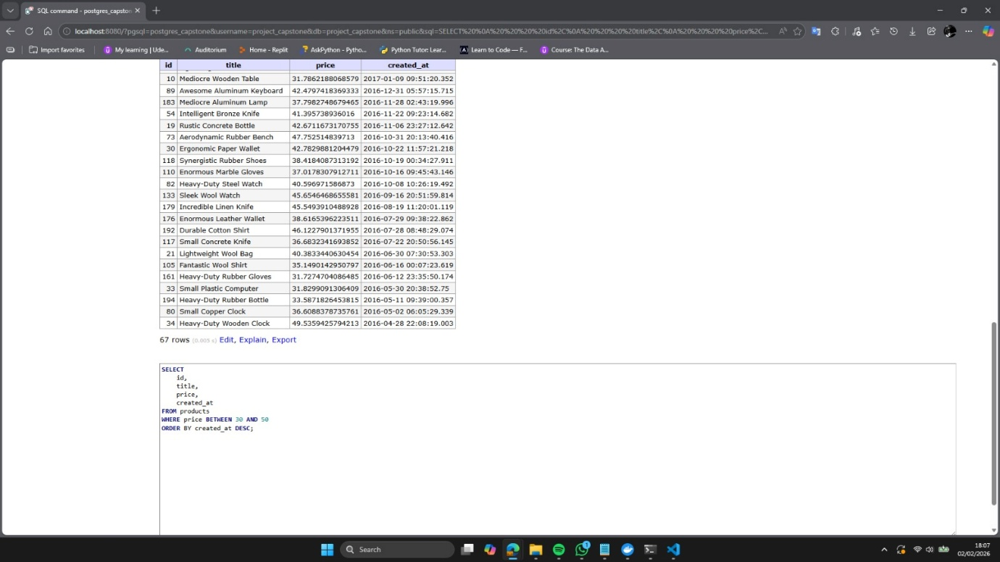 SQL command - postgres_capston
localhost:8080/?pgsql=postgres_capstone&username=project_capstone&db=project_capstone&ns=public&sql=SELECT%20%0A%20%20%20%20id%2C%0A%20%20%20%20title%2C%0A%20%20%20%20price%2C...
Import favorites
My learning | Ude...
Auditorium
Home - Replit
AskPython - Pytho...
Python Tutor: Lear...
Learn to Code — F...
Course: The Data A...
id title price created_at
10 Mediocre Wooden Table 31.7862188068579 2017-01-09 09:51:20.352
89 Awesome Aluminum Keyboard 42.4797418369333 2016-12-31 05:57:15.715
183 Mediocre Aluminum Lamp 37.7982748679465 2016-11-28 02:43:19.996
54 Intelligent Bronze Knife 41.395738936016 2016-11-22 09:23:14.682
19 Rustic Concrete Bottle 42.6711673170755 2016-11-06 23:27:12.642
73 Aerodynamic Rubber Bench 47.752514839713 2016-10-31 20:13:40.416
30 Ergonomic Paper Wallet 42.7829881204479 2016-10-22 11:57:21.218
118 Synergistic Rubber Shoes 38.4184087313192 2016-10-19 00:34:27.911
110 Enormous Marble Gloves 37.0178307912711 2016-10-16 09:45:43.146
82 Heavy-Duty Steel Watch 40.596971586873 2016-10-08 10:26:19.492
133 Sleek Wool Watch 45.6546468655581 2016-09-16 20:51:59.814
179 Incredible Linen Knife 45.5493910488928 2016-08-19 11:20:01.119
176 Enormous Leather Wallet 38.6165396223511 2016-07-29 09:38:22.862
192 Durable Cotton Shirt 46.1227901371955 2016-07-28 08:48:29.074
117 Small Concrete Knife 36.6832341693852 2016-07-22 20:50:56.145
21 Lightweight Wool Bag 40.3833440630454 2016-06-30 07:30:53.303
105 Fantastic Wool Shirt 35.1490142950797 2016-06-16 00:07:23.619
161 Heavy-Duty Rubber Gloves 31.7274704086485 2016-06-12 23:35:50.174
33 Small Plastic Computer 31.8299091306409 2016-05-30 20:38:52.75
194 Heavy-Duty Rubber Bottle 33.5871826453815 2016-05-11 09:39:00.357
80 Small Copper Clock 36.6088378735761 2016-05-02 06:05:29.339
34 Heavy-Duty Wooden Clock 49.5359425794213 2016-04-28 22:08:19.003
67 rows (0.005 s) Edit, Explain, Export
SELECT
id,
title,
price,
created_at
FROM products
WHERE price BETWEEN 30 AND 50
ORDER BY created_at DESC;
Search
1
18:07
02/02/2026